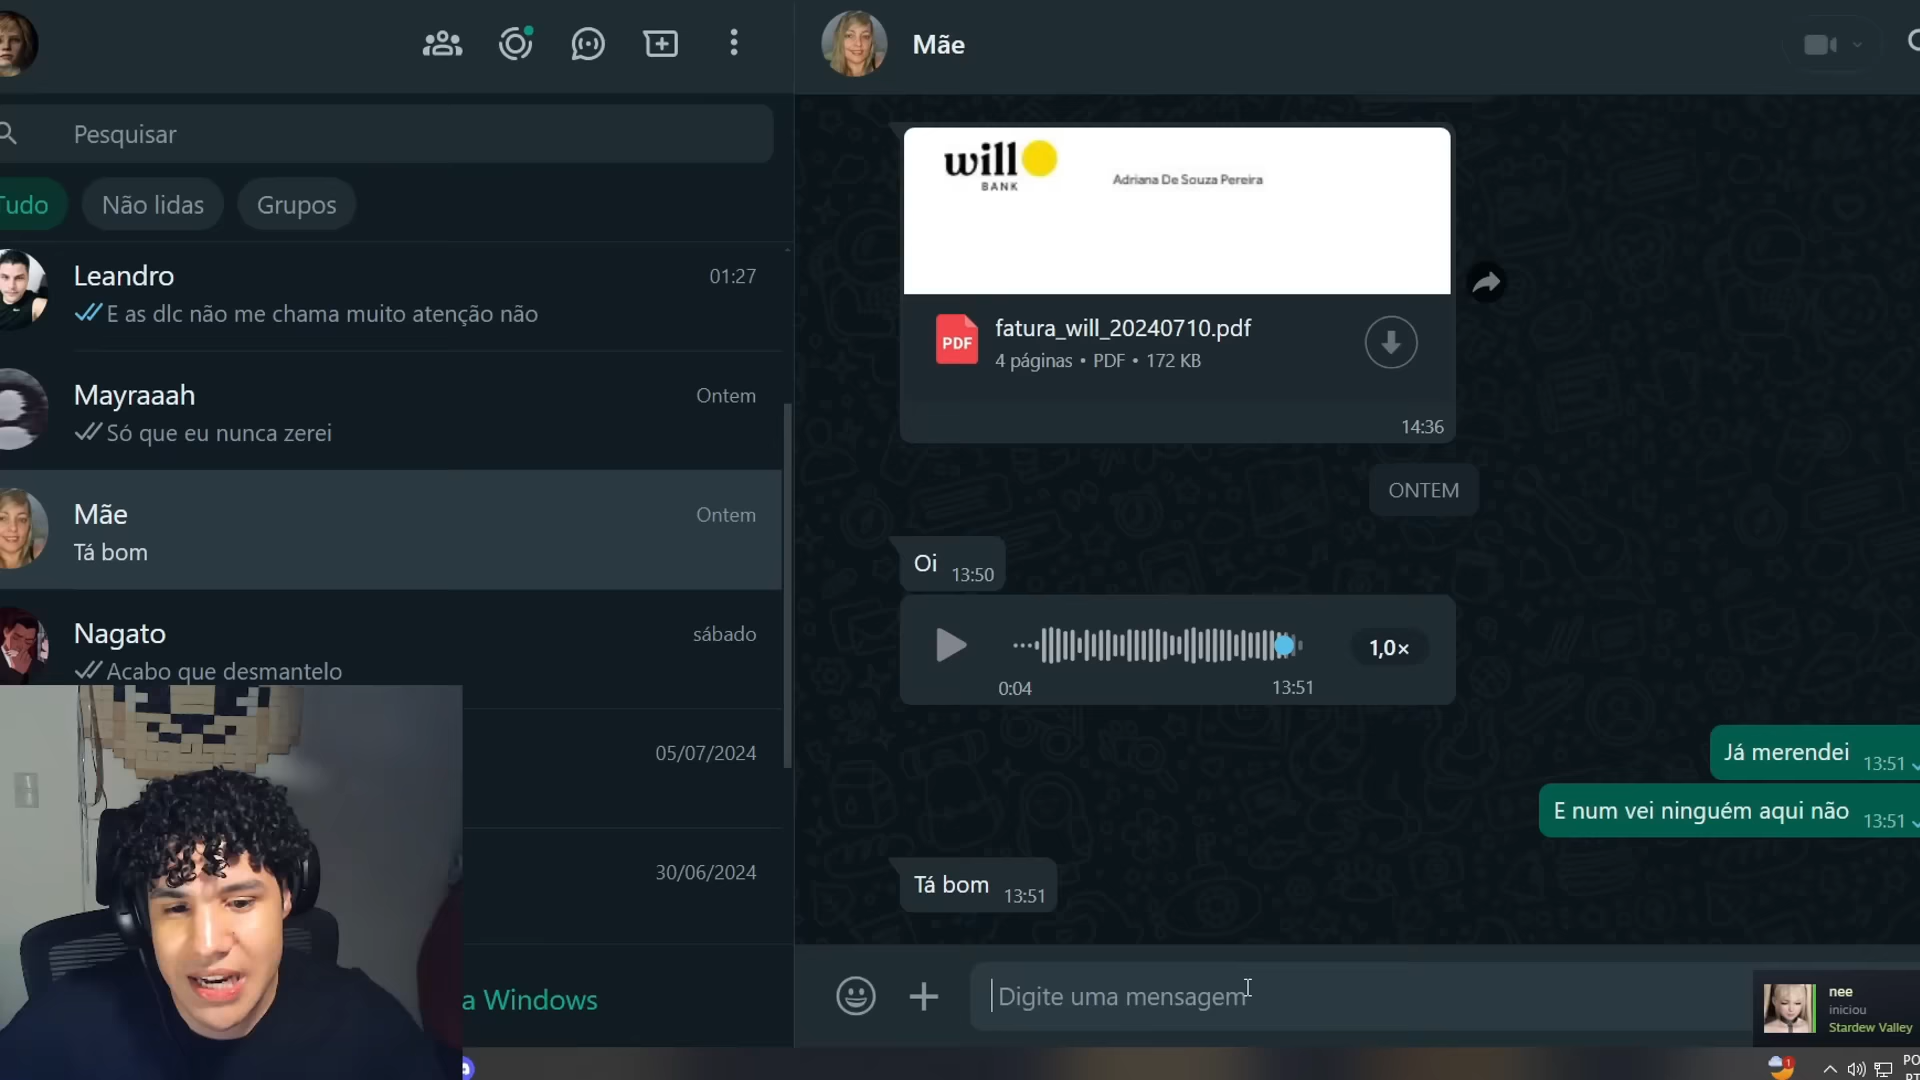 Pesquisar
Tudo
Não lidas
Grupos
Leandro
01:27
E as dlc não me chama muito atenção não
Mayraaah
Ontem
Só que eu nunca zerei
Mãe
Ontem
Tá bom
Nagato
sábado
Acabo que desmantelo
05/07/2024
30/06/2024
a Windows
Mãe
will
BANK
Adriana De Souza Pereira
PDF
fatura_will_20240710.pdf
4 páginas • PDF • 172 KB
14:36
ONTEM
Oi 13:50
1,0×
0:04
13:51
Já merendei 13:51
E num vei ninguém aqui não 13:51
Tá bom 13:51
Digite uma mensagem
nee
iniciou
Stardew Valley
1
PO